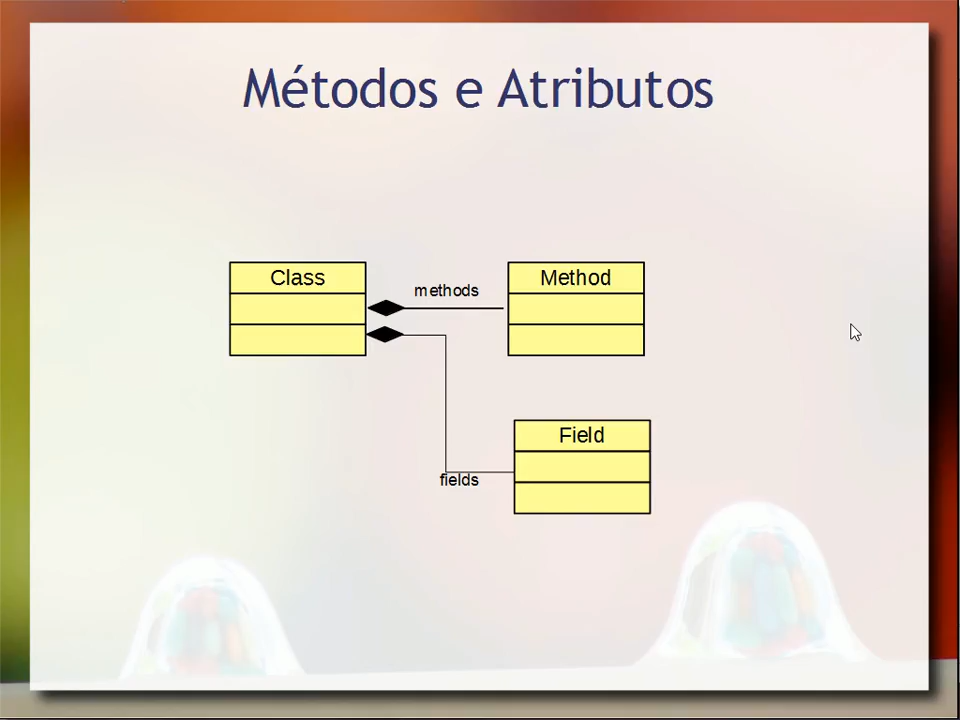 Métodos e Atributos
Class
methods
Method
Field
fields